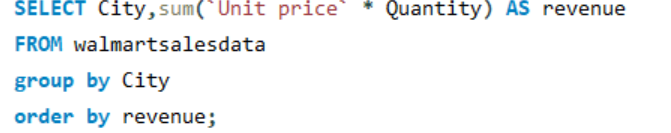 SELECT City,sum(`Unit price` * Quantity) AS revenue
FROM walmartsalesdata
group by City
order by revenue;